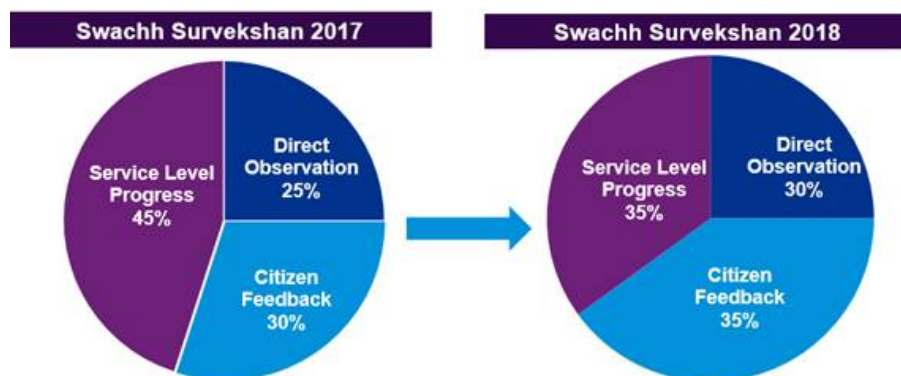 Swachh Survekshan 2017
Swachh Survekshan 2018
Service Level
Progress
45%
Direct
Observation
25%
Citizen
Feedback
30%
Service Level
Progress
35%
Direct
Observation
30%
Citizen
Feedback
35%